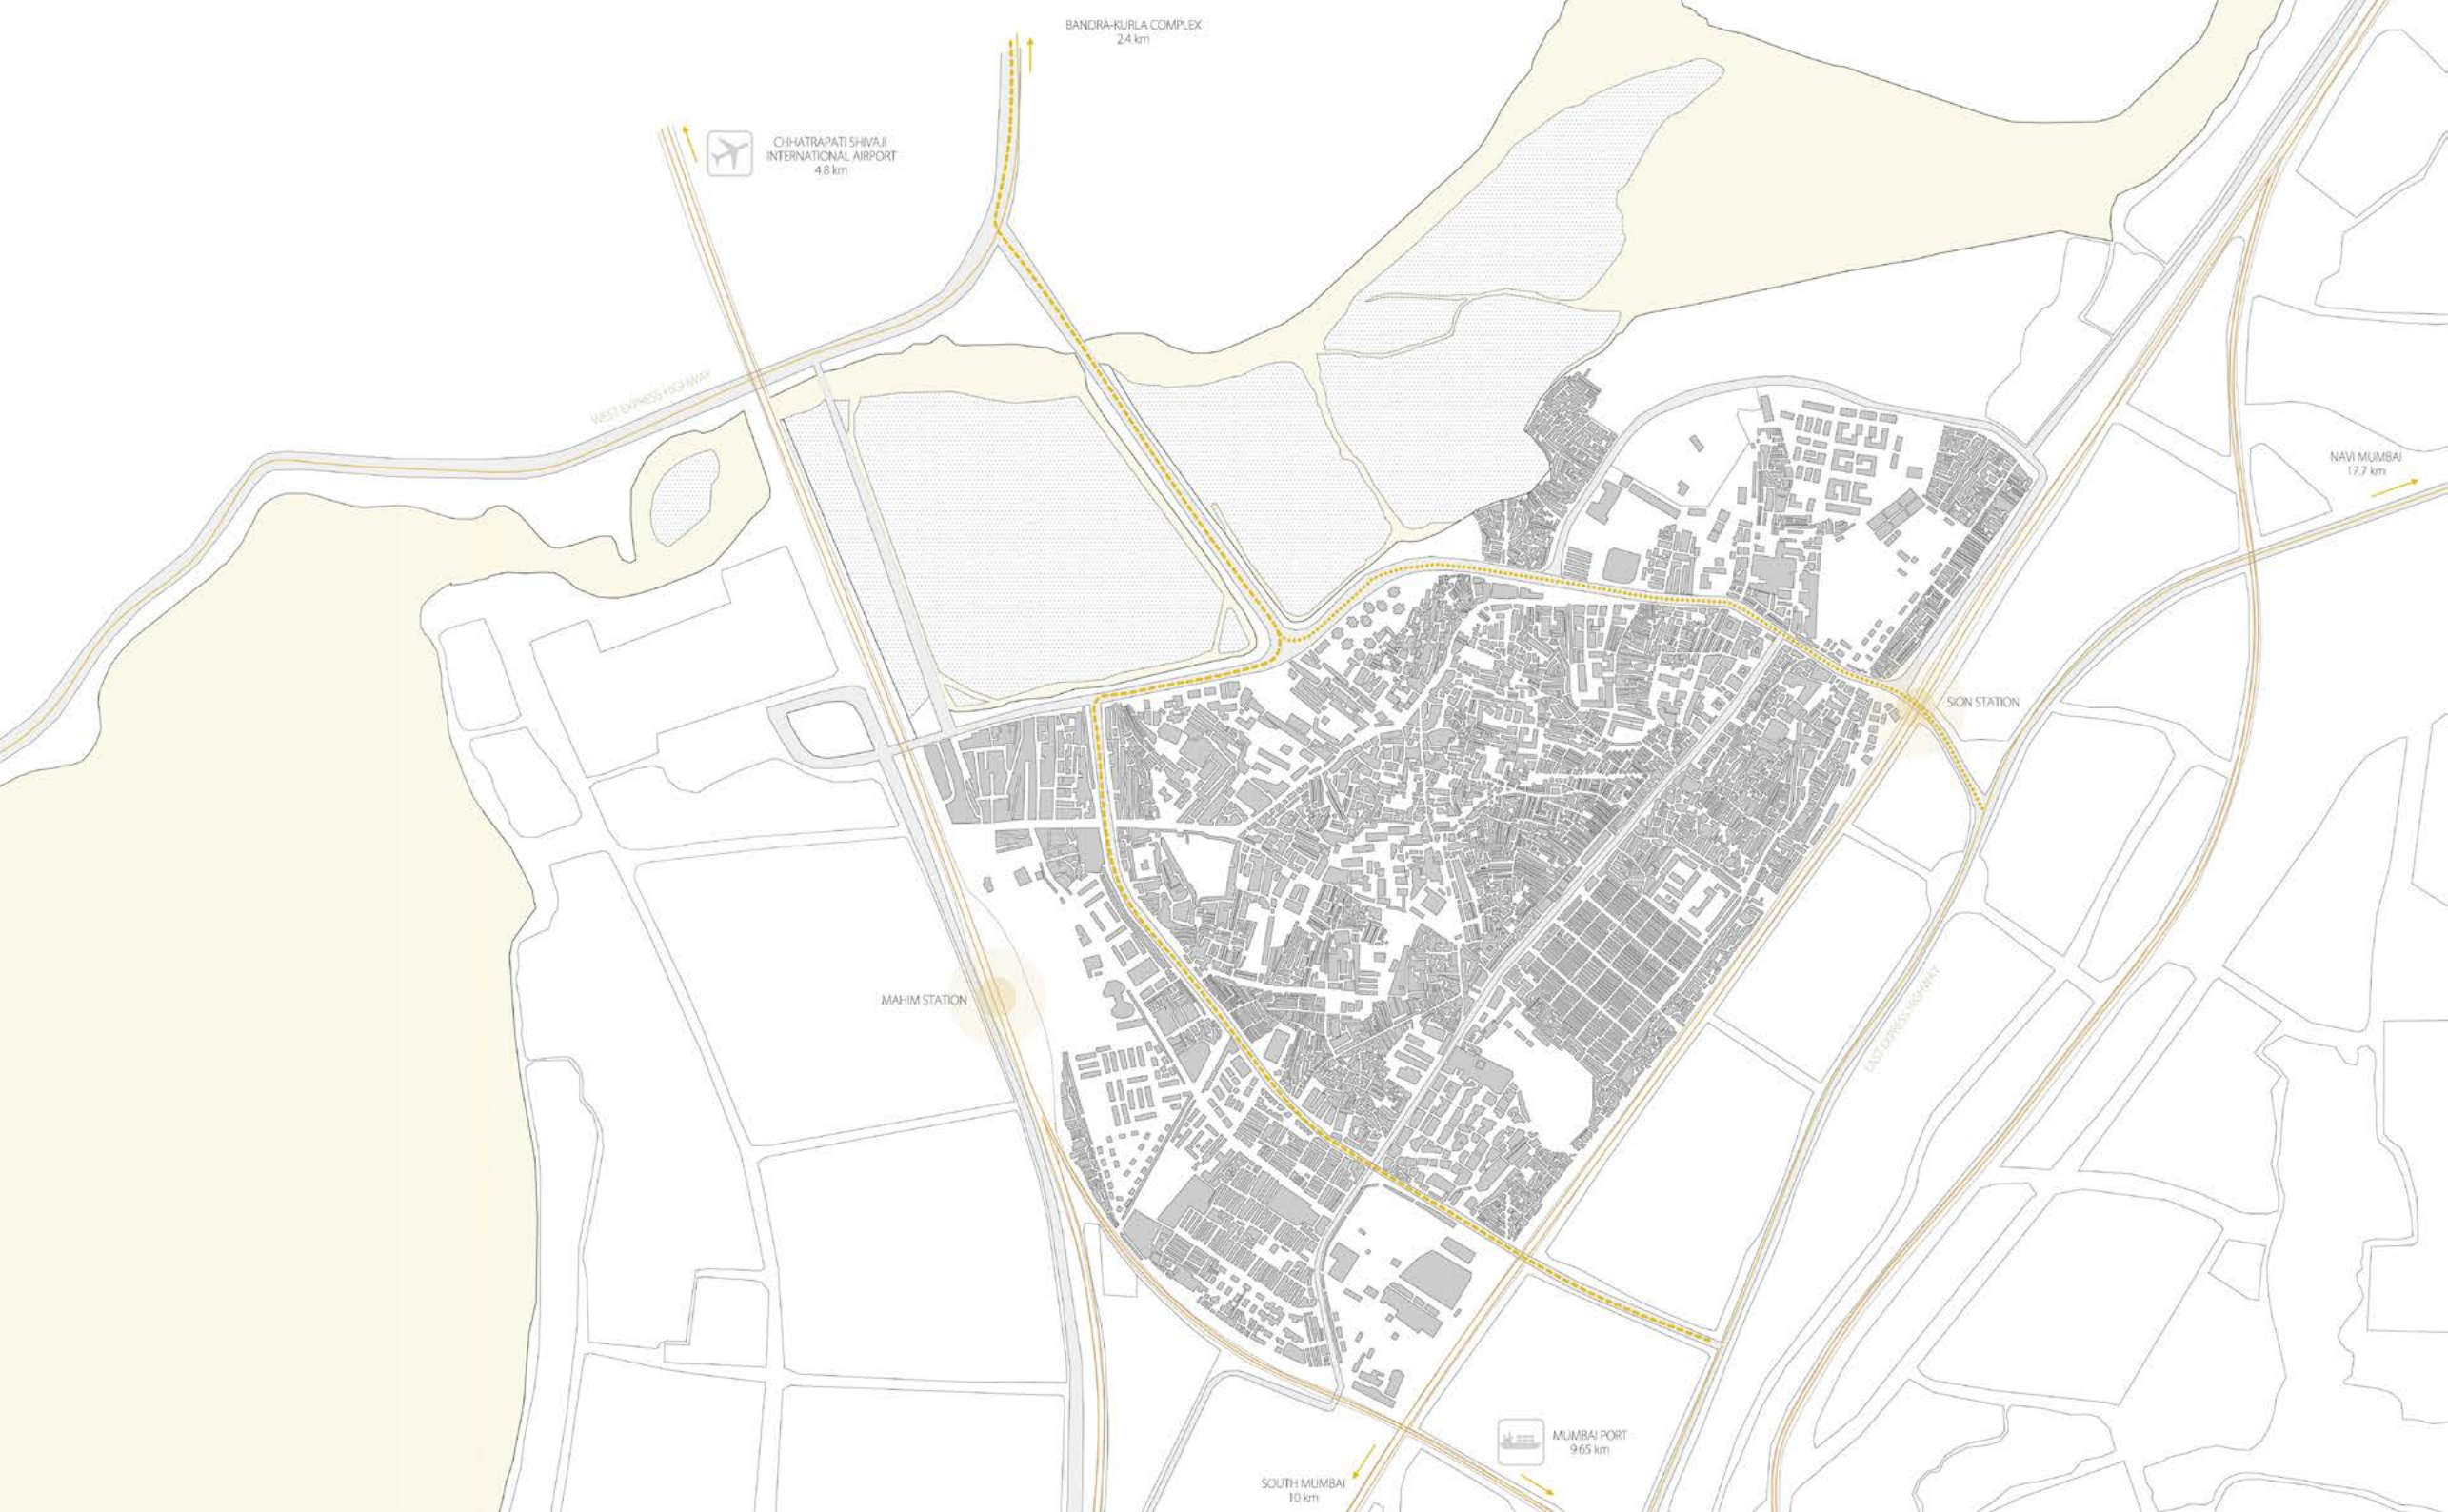 BANDRA-KURLA COMPLEX
2.4 km
CHHATRAPATI SHIVAJI
INTERNATIONAL AIRPORT
4.8 km
WEST EXPRESS HIGHWAY
NAVI MUMBAI
17.7 km
SION STATION
MAHIM STATION
EAST EXPRESS HIGHWAY
MUMBAI PORT
9.65 km
SOUTH MUMBAI
10 km